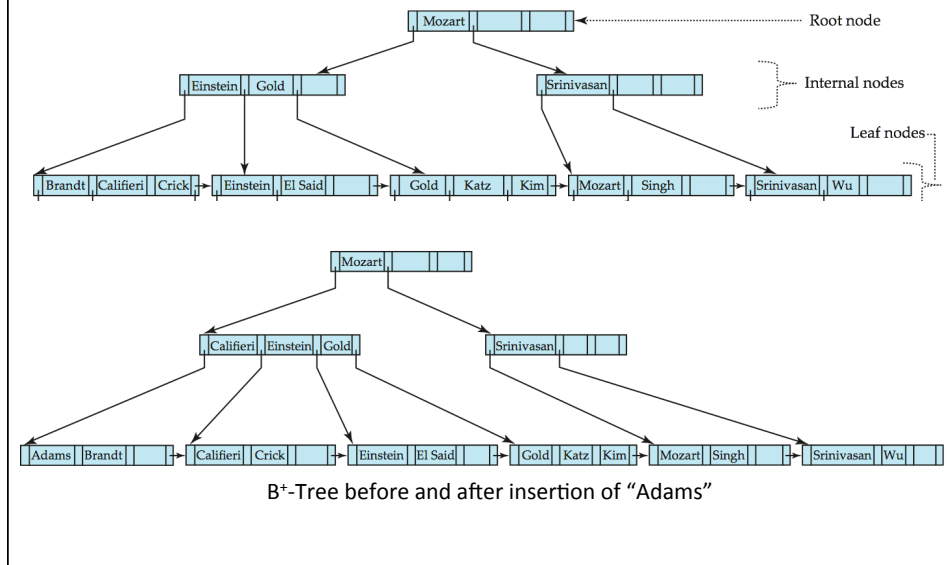 Mozart
Root node
Einstein Gold
Srinivasan
Internal nodes
Leaf nodes
Brandt Califieri Crick Einstein El Said Gold Katz Kim Mozart Singh Srinivasan Wu
Mozart
Califieri Einstein Gold
Srinivasan
Adams Brandt Califieri Crick Einstein El Said Gold Katz Kim Mozart Singh Srinivasan Wu
B⁺-Tree before and after insertion of “Adams”